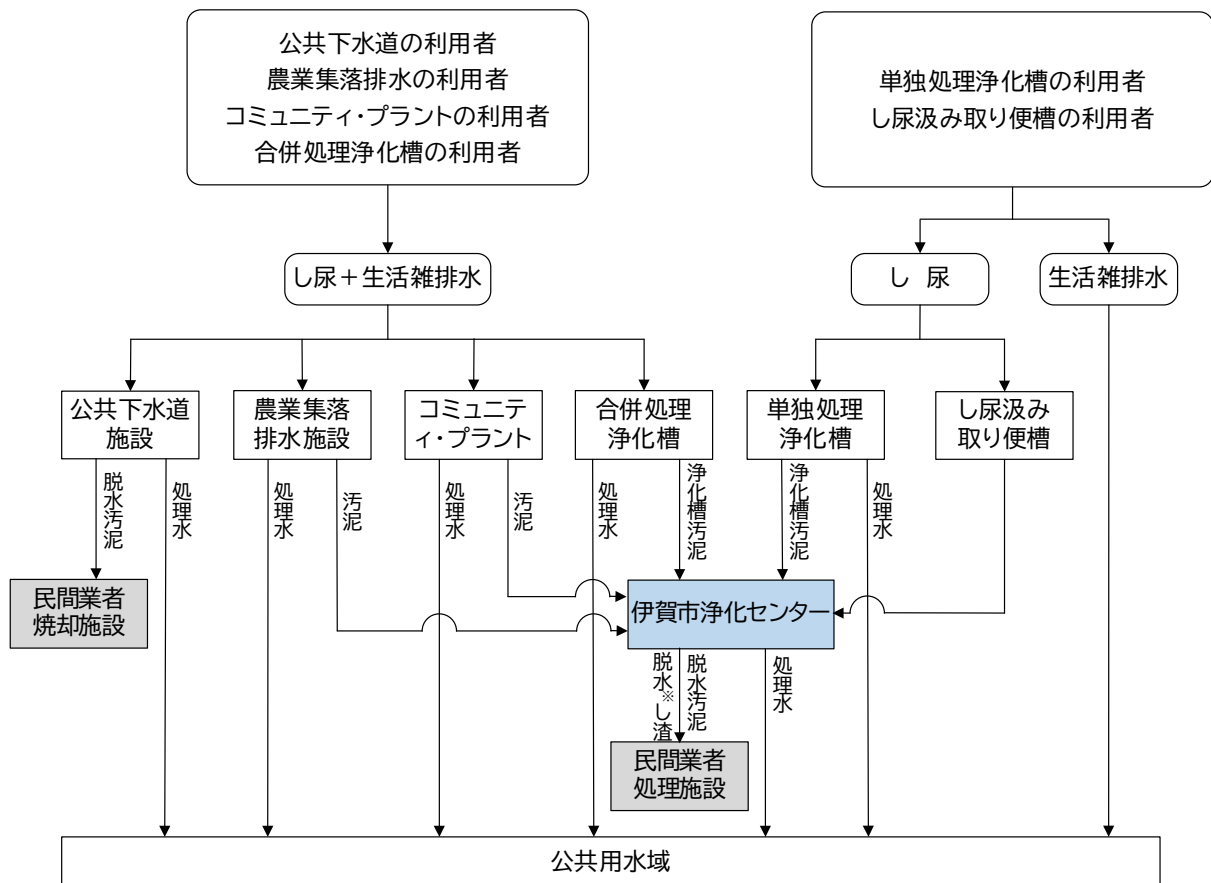 公共下水道の利用者
農業集落排水の利用者
コミュニティ・プラントの利用者
合併処理浄化槽の利用者
単独処理浄化槽の利用者
し尿汲み取り便槽の利用者
し尿＋生活雑排水
し 尿
生活雑排水
公共下水道
施設
農業集落
排水施設
コミュニテ
ィ・プラント
合併処理
浄化槽
単独処理
浄化槽
し尿汲み
取り便槽
脱水汚泥
処理水
処理水
汚泥
処理水
汚泥
処理水
浄化槽汚泥
浄化槽汚泥
処理水
民間業者
焼却施設
伊賀市浄化センター
脱水※し渣
脱水汚泥
処理水
民間業者
処理施設
公共用水域